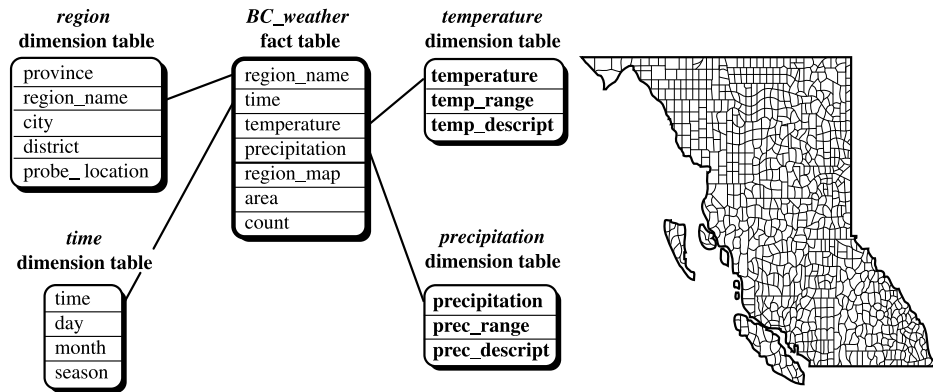 region
dimension table
province
region_name
city
district
probe_ location
time
dimension table
time
day
month
season
BC_weather
fact table
region_name
time
temperature
precipitation
region_map
area
count
temperature
dimension table
temperature
temp_range
temp_descript
precipitation
dimension table
precipitation
prec_range
prec_descript